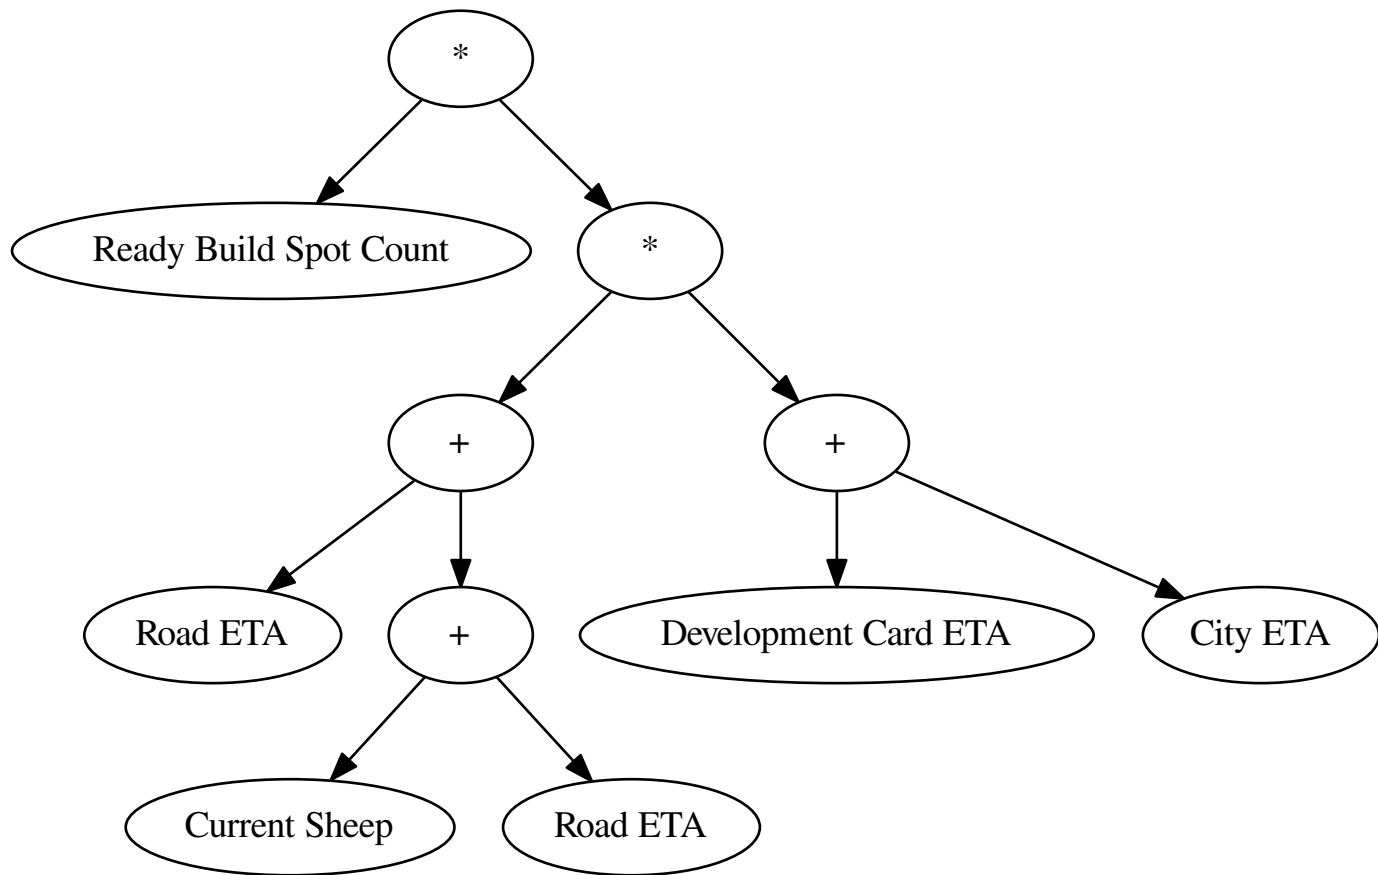 *
Ready Build Spot Count
*
+
+
Road ETA
+
Development Card ETA
City ETA
Current Sheep
Road ETA